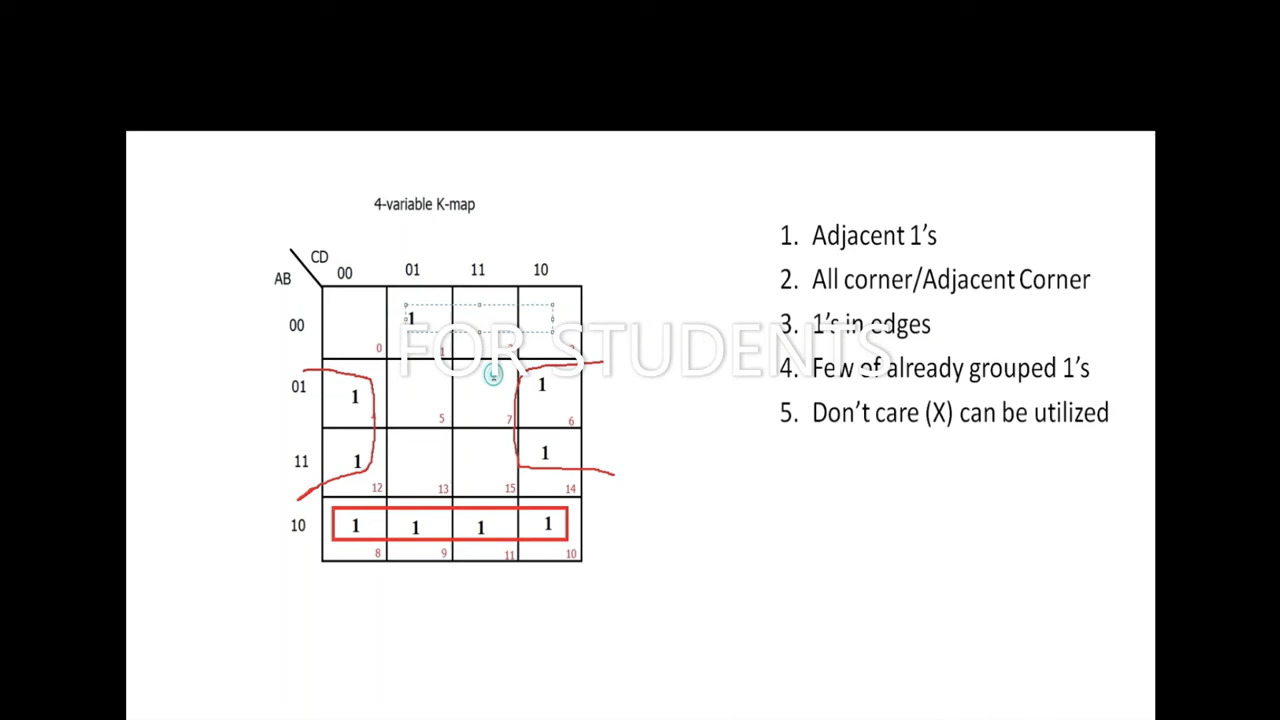 4-variable K-map
CD
AB
00 01 11 10
00
1
0 1
01
1 1
5 7 6
11
1 1
12 13 15 14
10
1 1 1 1
8 9 11 10
1. Adjacent 1's
2. All corner/Adjacent Corner
3. 1's in edges
4. Few of already grouped 1's
5. Don't care (X) can be utilized
FOR STUDENTS